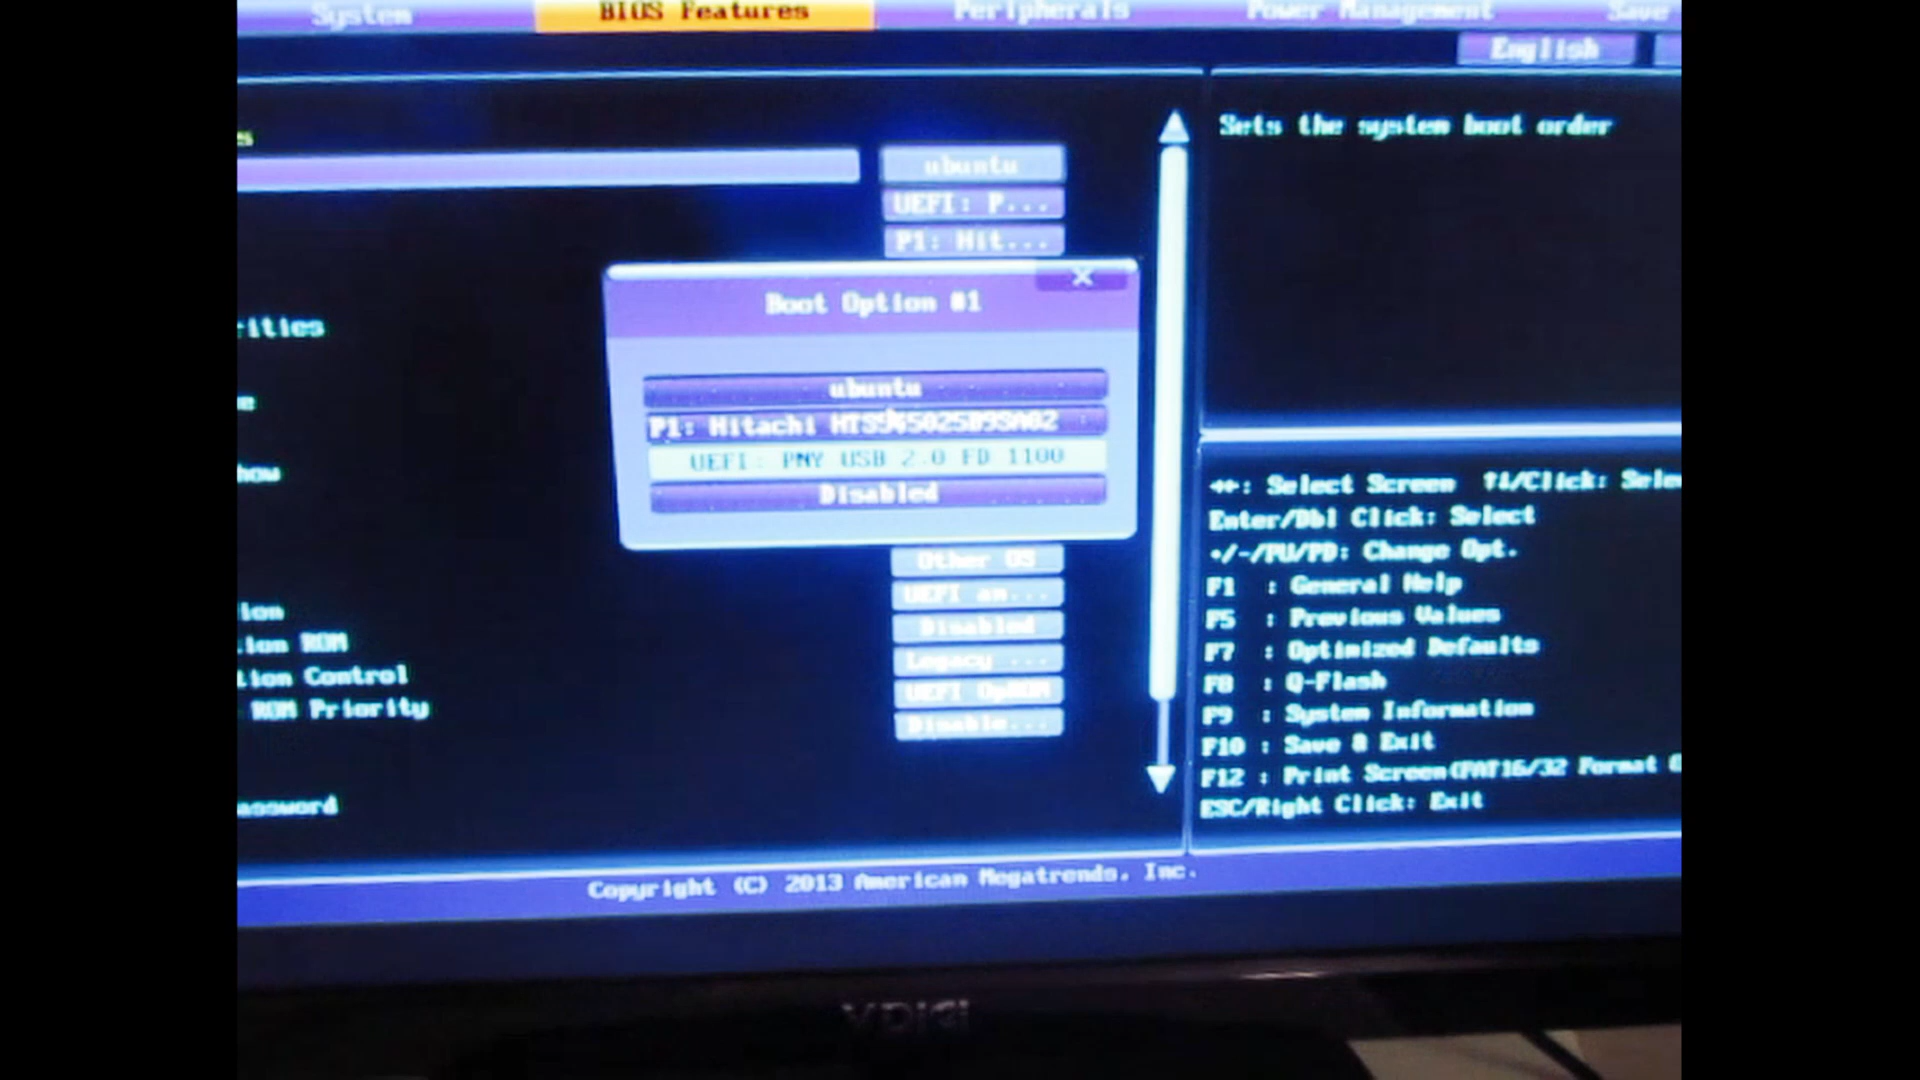 System BIOS Features Peripherals Power Management Save
English
Sets the system boot order
ubuntu
UEFI: P...
P1: Hit...
Boot Option #1
ubuntu
P1: Hitachi
UEFI: PNY USB 2.0 FD 1100
Disabled
Other OS
UEFI an...
Disabled
Legacy ...
UEFI OpROM
Disable...
rities
e
how
ion
ion ROM
tion Control
ROM Priority
assword
: Select Screen ↑↓/Click: Sele
Enter/Dbl Click: Select
+/-/PU/PD: Change Opt.
F1 : General Help
F5 : Previous Values
F7 : Optimized Defaults
F8 : Q-Flash
F9 : System Information
F10 : Save & Exit
F12 : Print Screen(FAT16/32 Format
ESC/Right Click: Exit
Copyright (C) 2013 American Megatrends, Inc.